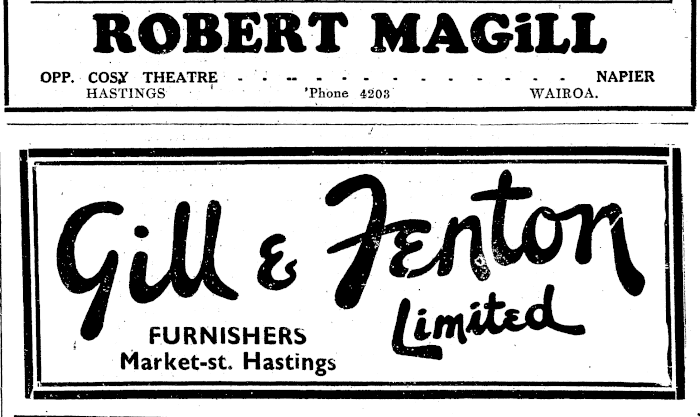 ROBERT MAGiLL
OPP. COSY THEATRE - - - - - - - - - - - - - NAPIER
HASTINGS 'Phone 4203 WAIROA.
Gill & Fenton
Limited
FURNISHERS
Market-st. Hastings